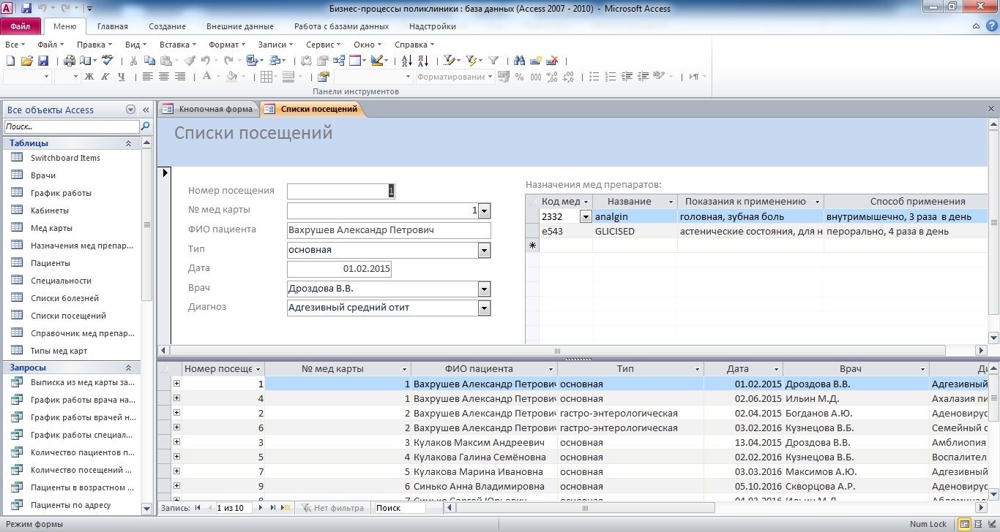 Бизнес-процессы поликлиники : база данных (Access 2007 - 2010) - Microsoft Access
Файл Меню Главная Создание Внешние данные Работа с базами данных Надстройки
Все Файл Правка Вид Вставка Формат Записи Сервис Окно Справка
Ж К Ч Форматирование % 000
Панели инструментов
Все объекты Access
Поиск...
Таблицы
Switchboard Items
Врачи
График работы
Кабинеты
Мед карты
Назначения мед препар...
Пациенты
Специальности
Списки болезней
Списки посещений
Справочник мед препар...
Типы мед карт
Запросы
Выписка из мед карты за...
График работы врача на...
График работы врачей н...
График работы специал...
Количество пациентов п...
Количество посещений ...
Пациенты в возрастном ...
Пациенты по адресу
Кнопочная форма Списки посещений
Списки посещений
Номер посещения 1
№ мед карты 1
ФИО пациента Вахрушев Александр Петрович
Тип основная
Дата 01.02.2015
Врач Дроздова В.В.
Диагноз Адгезивный средний отит
Назначения мед препаратов:
Код мед Название Показания к применению Способ применения
2332 analgin головная, зубная боль внутримышечно, 3 раза в день
e543 GLICISED астенические состояния, для н перорально, 4 раза в день
Номер посеще № мед карты ФИО пациента Тип Дата Врач Ди
1 1 Вахрушев Александр Петрович основная 01.02.2015 Дроздова В.В. Адгезивный
4 1 Вахрушев Александр Петрович основная 02.06.2015 Ильин М.Д. Ахалазия пи
2 2 Вахрушев Александр Петрович гастро-энтерологическая 02.04.2015 Богданов А.Ю. Аденовирус
6 2 Вахрушев Александр Петрович гастро-энтерологическая 03.02.2016 Кузнецова В.Б. Семейный с
3 3 Кулаков Максим Андреевич основная 13.04.2015 Дроздова В.В. Амблиопия
5 4 Кулакова Галина Семёновна основная 02.02.2016 Кузнецова В.Б. Воспалител
7 5 Кулакова Марина Ивановна основная 03.03.2016 Максимов А.Ю. Адгезивный
9 6 Синько Анна Владимировна основная 05.10.2016 Скворцова А.Р. Аденовирус
8 7 Синько Сергей Юрьевич основная 04.03.2016 Ильин М.Д.
Запись: 1 из 10 Нет фильтра Поиск
Режим формы Num Lock